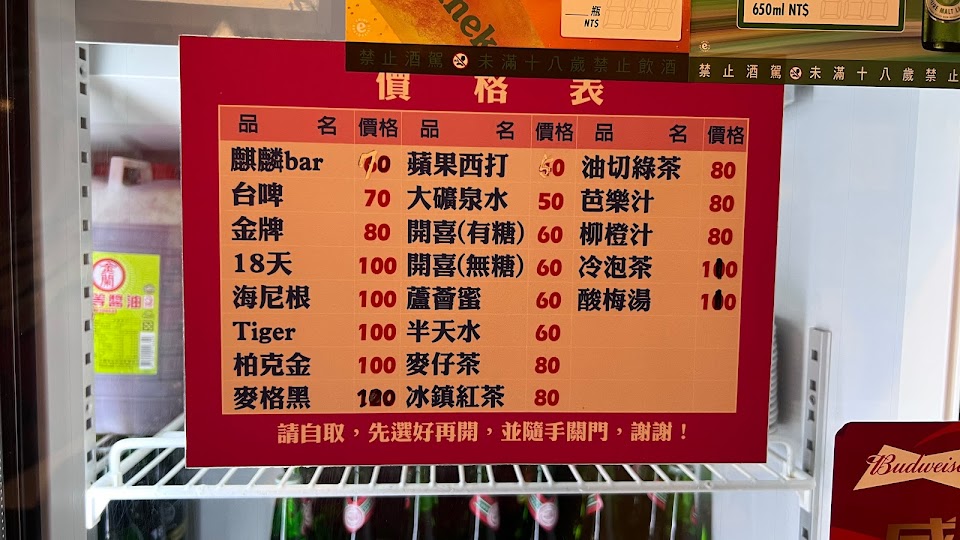 瓶
NT$
650ml NT$
禁止酒駕 未滿十八歲禁止飲酒
禁止酒駕 未滿十八歲禁止
價格表
品名 價格 品名 價格 品名 價格
麒麟bar 70 蘋果西打 60 油切綠茶 80
台啤 70 大礦泉水 50 芭樂汁 80
金牌 80 開喜(有糖) 60 柳橙汁 80
18天 100 開喜(無糖) 60 冷泡茶 100
海尼根 100 蘆薈蜜 60 酸梅湯 100
Tiger 100 半天水 60
柏克金 100 麥仔茶 80
麥格黑 120 冰鎮紅茶 80
請自取，先選好再開，並隨手關門，謝謝！
金蘭
醬油
Budweise